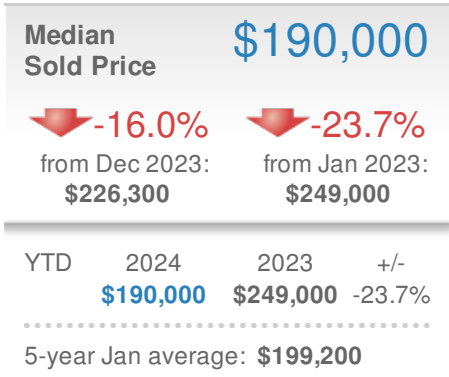 Median $190,000
Sold Price
-16.0% -23.7%
from Dec 2023: from Jan 2023:
$226,300 $249,000
YTD 2024 2023 +/-
$190,000 $249,000 -23.7%
5-year Jan average: $199,200